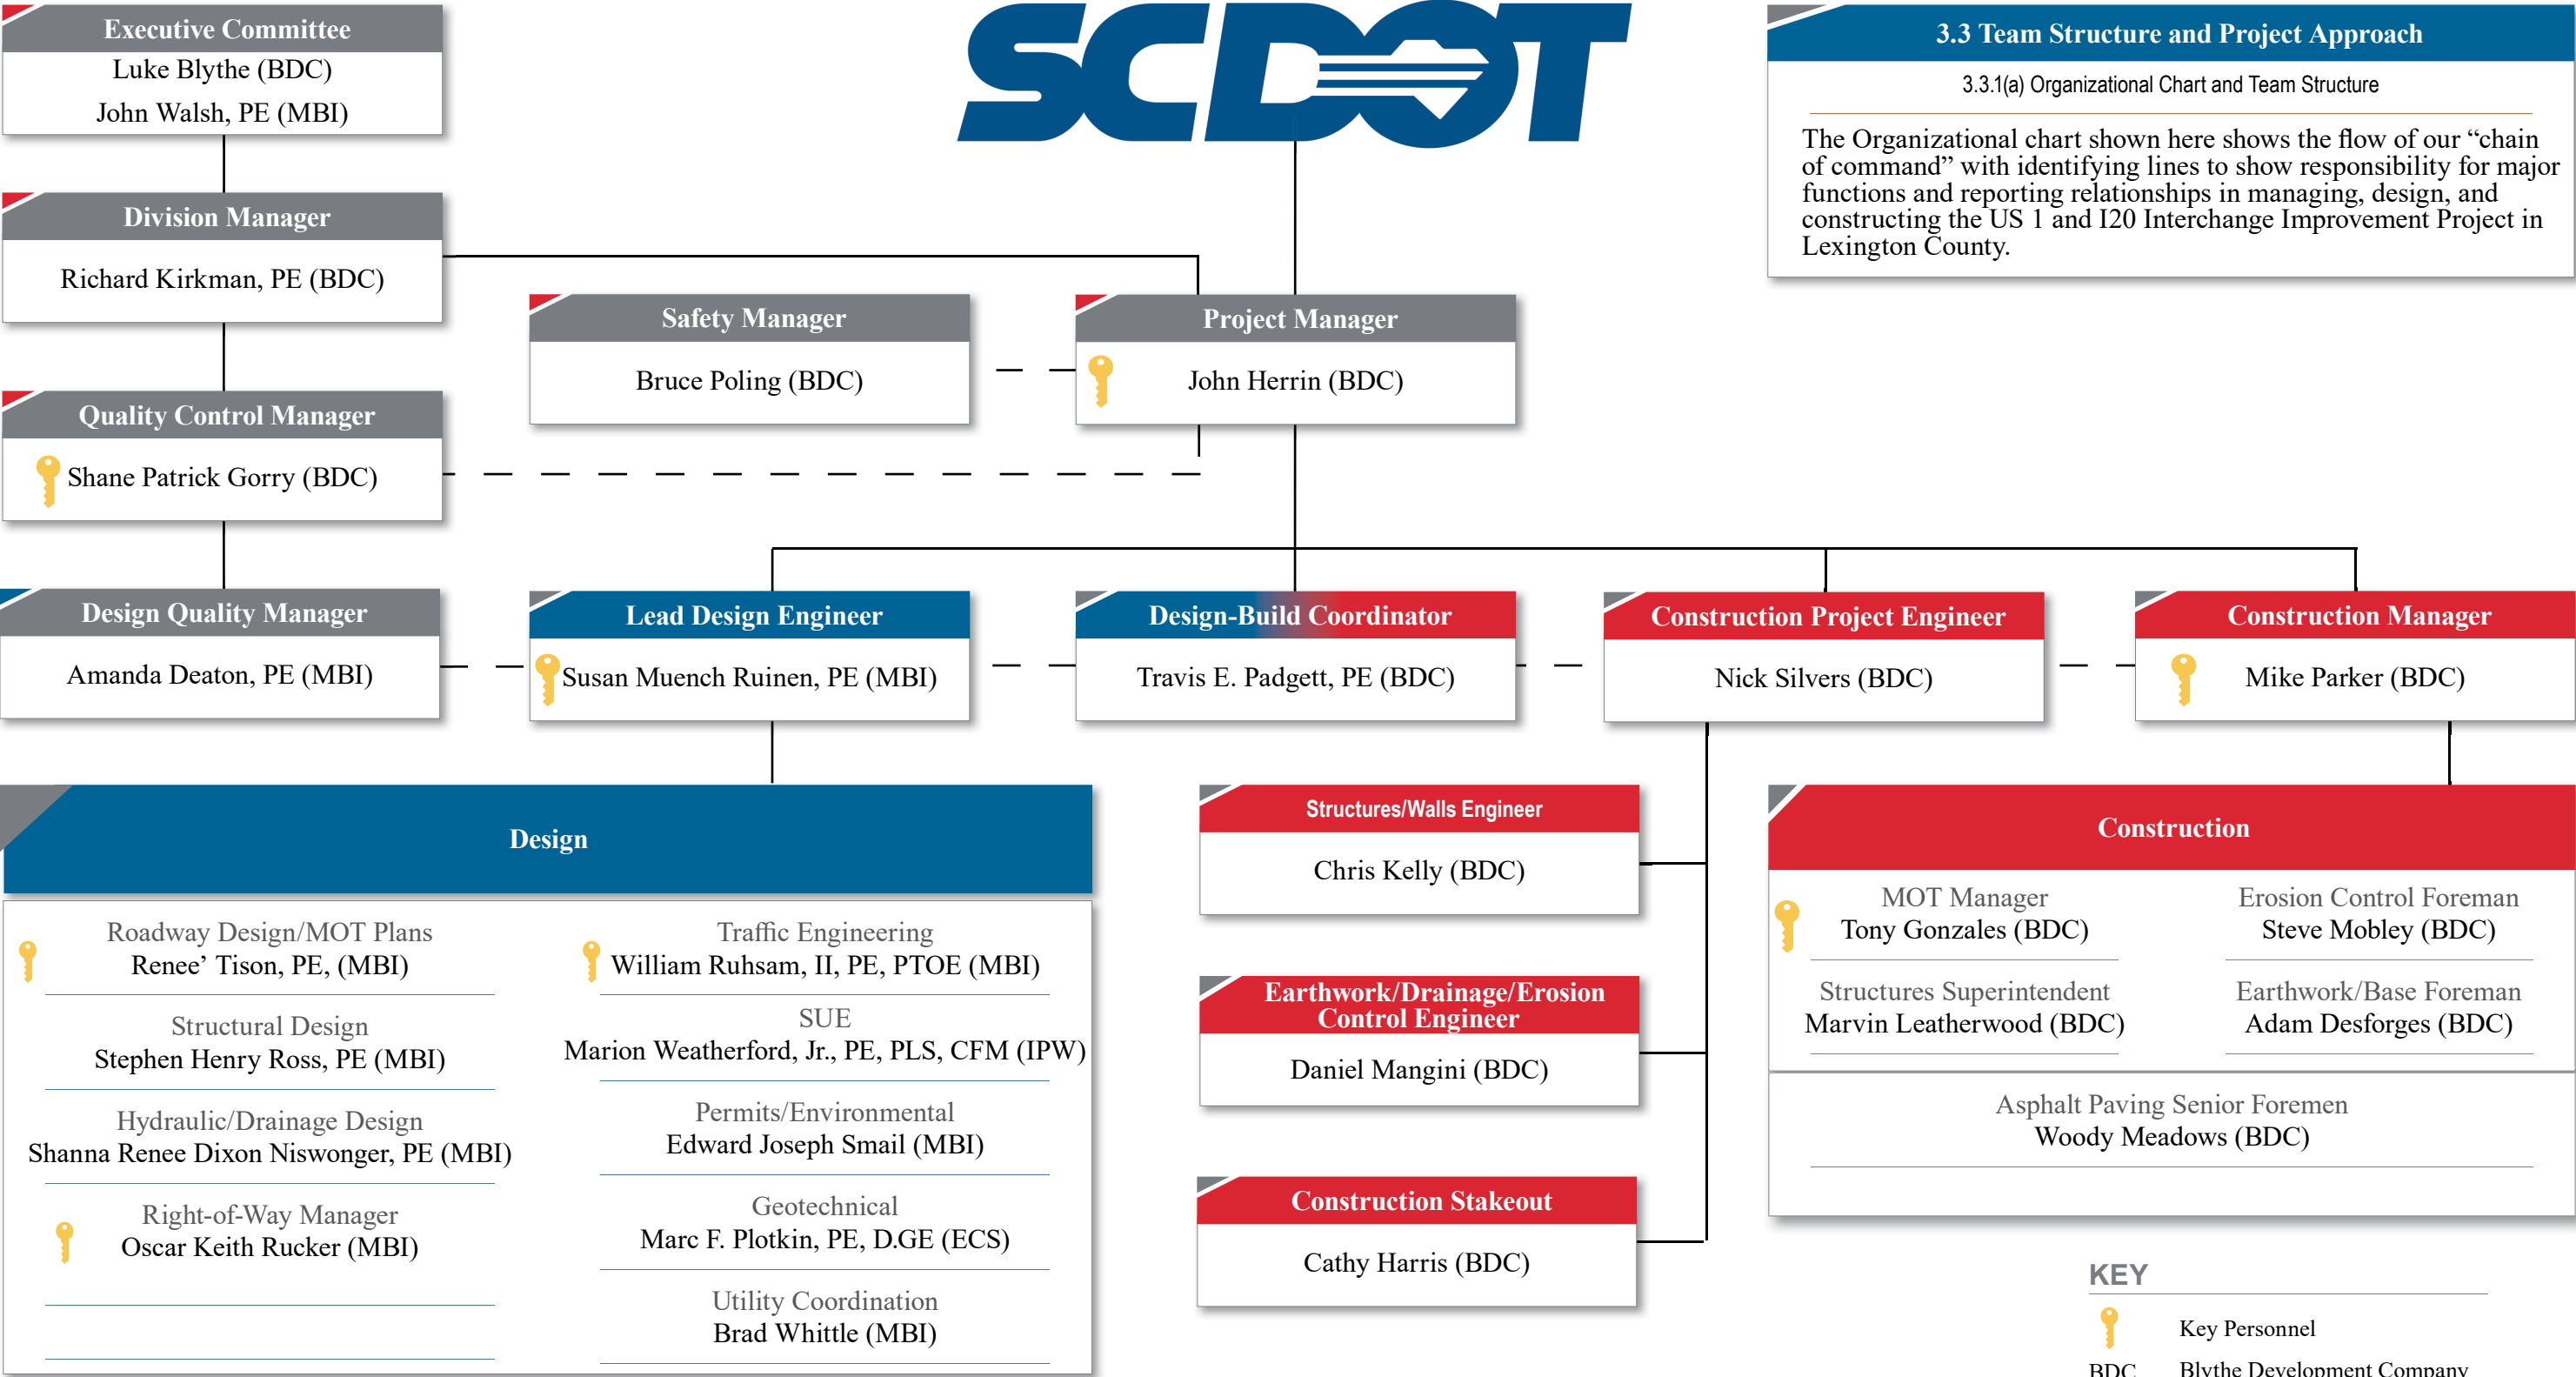 Executive Committee
Luke Blythe (BDC)
John Walsh, PE (MBI)
SCDOT
3.3 Team Structure and Project Approach
3.3.1(a) Organizational Chart and Team Structure
The Organizational chart shown here shows the flow of our “chain
of command” with identifying lines to show responsibility for major
functions and reporting relationships in managing, design, and
constructing the US 1 and I20 Interchange Improvement Project in
Lexington County.
Division Manager
Richard Kirkman, PE (BDC)
Safety Manager
Bruce Poling (BDC)
Project Manager
John Herrin (BDC)
Quality Control Manager
Shane Patrick Gorry (BDC)
Design Quality Manager
Amanda Deaton, PE (MBI)
Lead Design Engineer
Susan Muench Ruinen, PE (MBI)
Design-Build Coordinator
Travis E. Padgett, PE (BDC)
Construction Project Engineer
Nick Silvers (BDC)
Construction Manager
Mike Parker (BDC)
Design
Roadway Design/MOT Plans
Renee’ Tison, PE, (MBI)
Structural Design
Stephen Henry Ross, PE (MBI)
Hydraulic/Drainage Design
Shanna Renee Dixon Niswonger, PE (MBI)
Right-of-Way Manager
Oscar Keith Rucker (MBI)
Traffic Engineering
William Ruhsam, II, PE, PTOE (MBI)
SUE
Marion Weatherford, Jr., PE, PLS, CFM (IPW)
Permits/Environmental
Edward Joseph Smail (MBI)
Geotechnical
Marc F. Plotkin, PE, D.GE (ECS)
Utility Coordination
Brad Whittle (MBI)
Structures/Walls Engineer
Chris Kelly (BDC)
Earthwork/Drainage/Erosion
Control Engineer
Daniel Mangini (BDC)
Construction Stakeout
Cathy Harris (BDC)
Construction
MOT Manager
Tony Gonzales (BDC)
Erosion Control Foreman
Steve Mobley (BDC)
Structures Superintendent
Marvin Leatherwood (BDC)
Earthwork/Base Foreman
Adam Desforges (BDC)
Asphalt Paving Senior Foremen
Woody Meadows (BDC)
KEY
Key Personnel
BDC Blythe Development Company